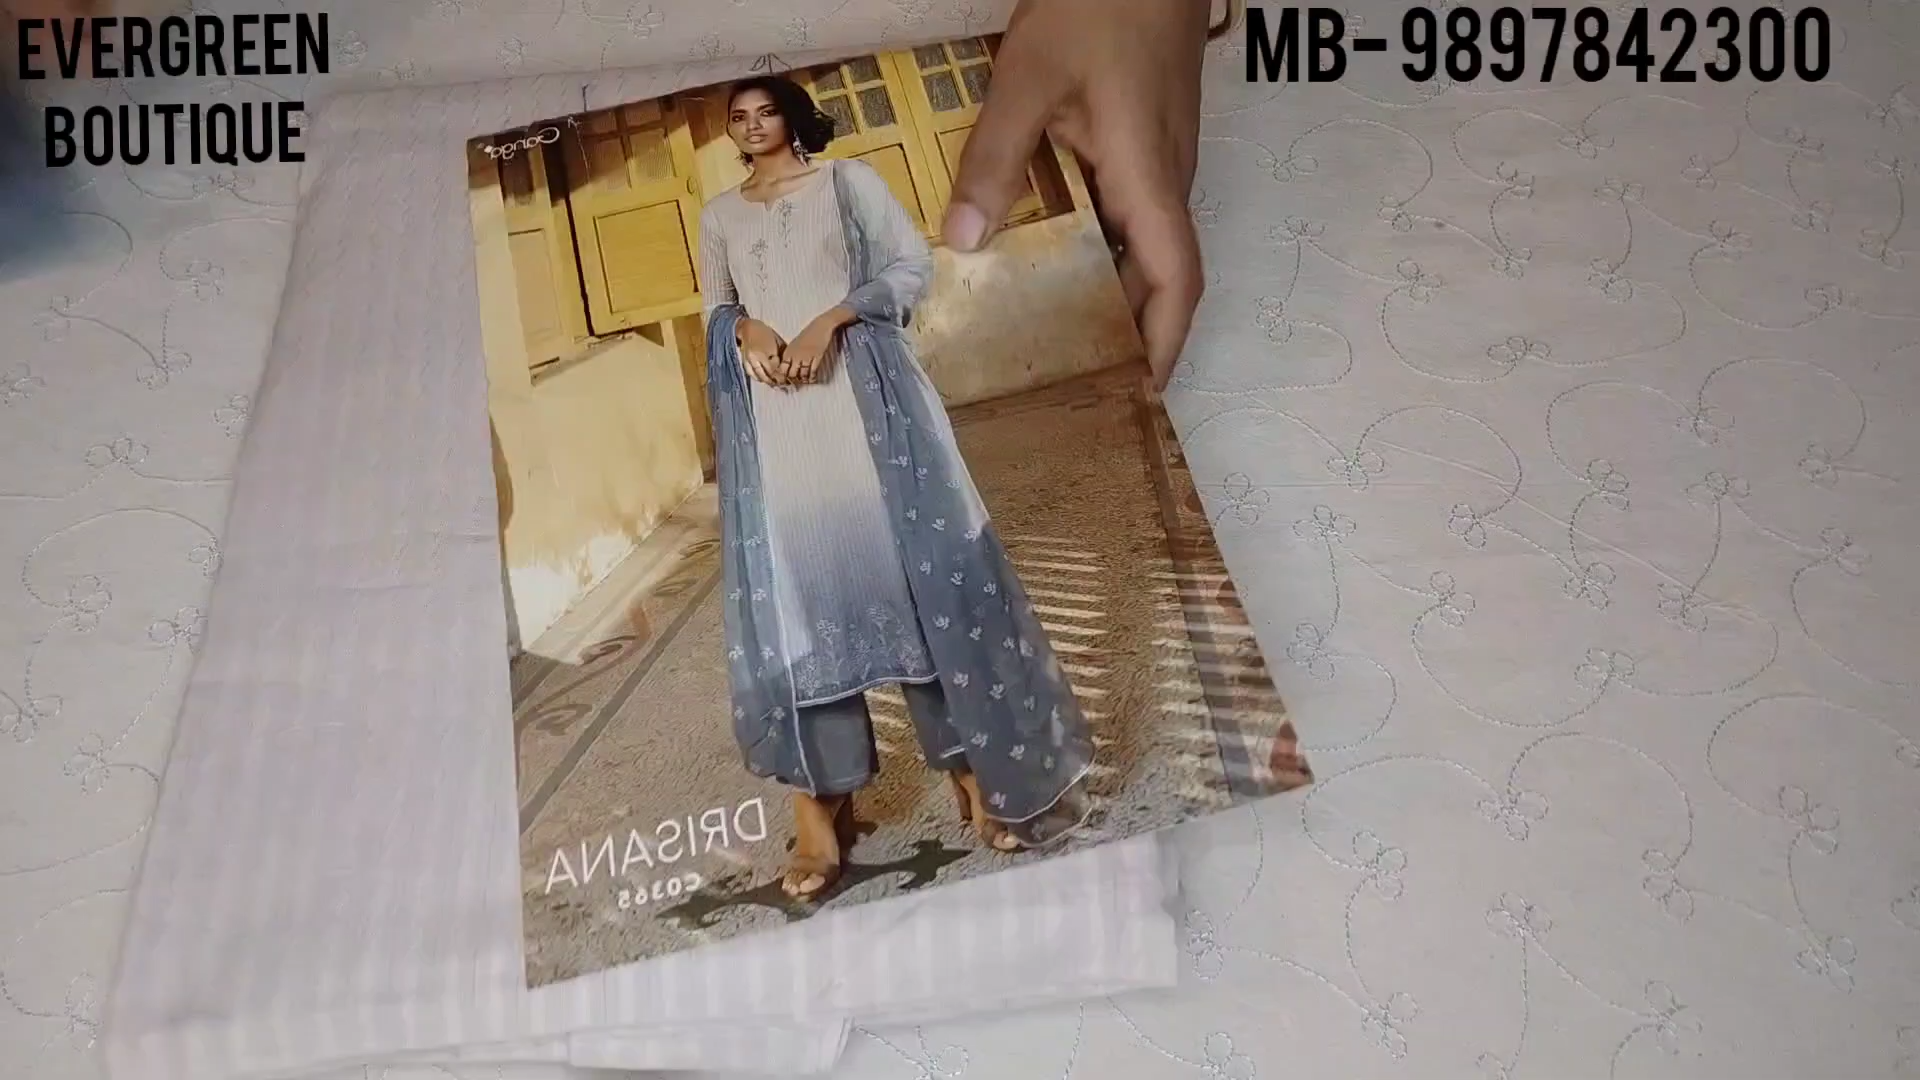 EVERGREEN
BOUTIQUE
MB-9897842300
Ganga
DRISANA
C0365